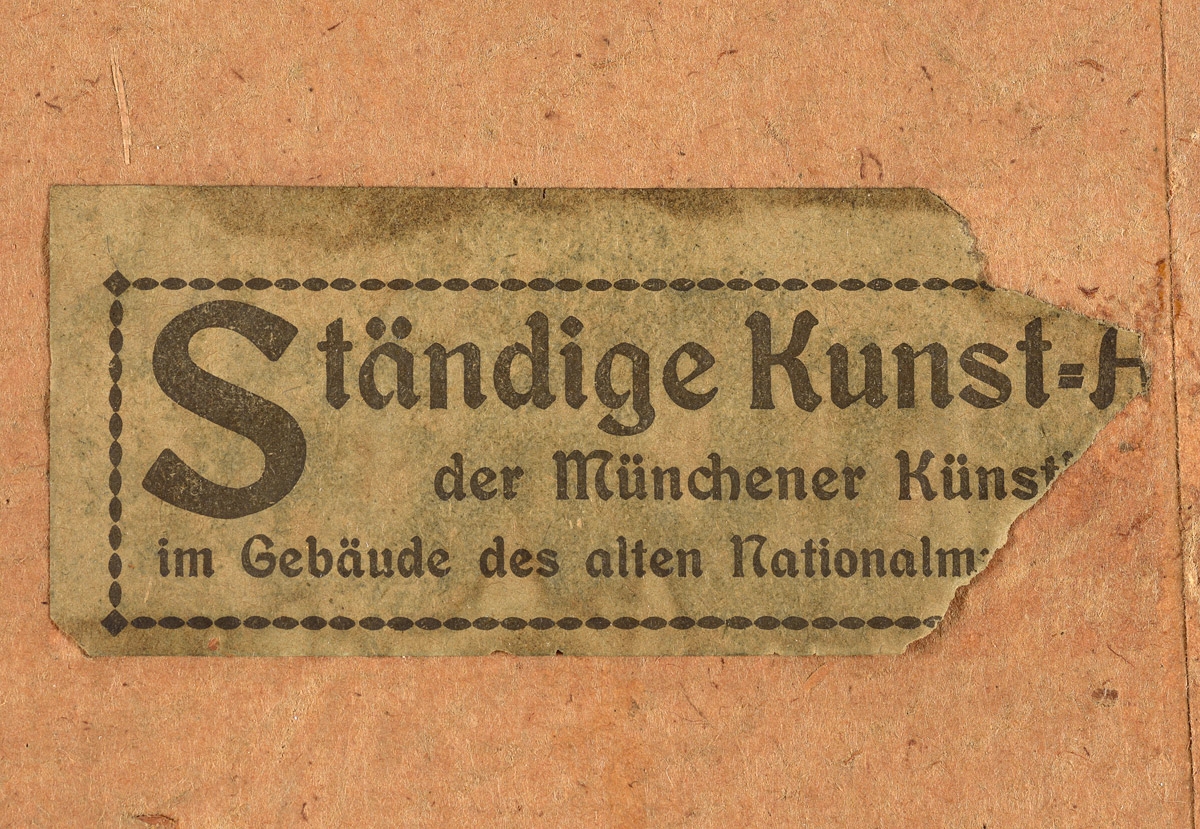 Ständige Kunst=A
der Münchener Künst
im Gebäude des alten Nationalm